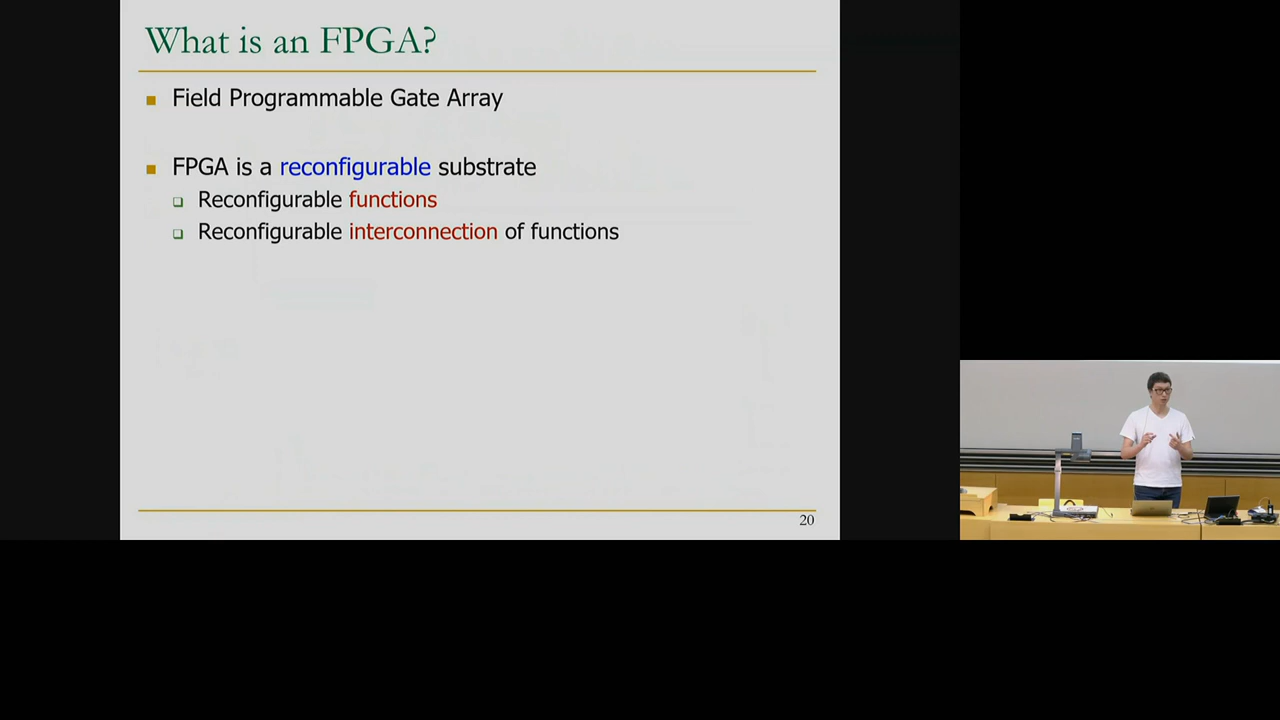 What is an FPGA?
Field Programmable Gate Array
FPGA is a reconfigurable substrate
Reconfigurable functions
Reconfigurable interconnection of functions
20